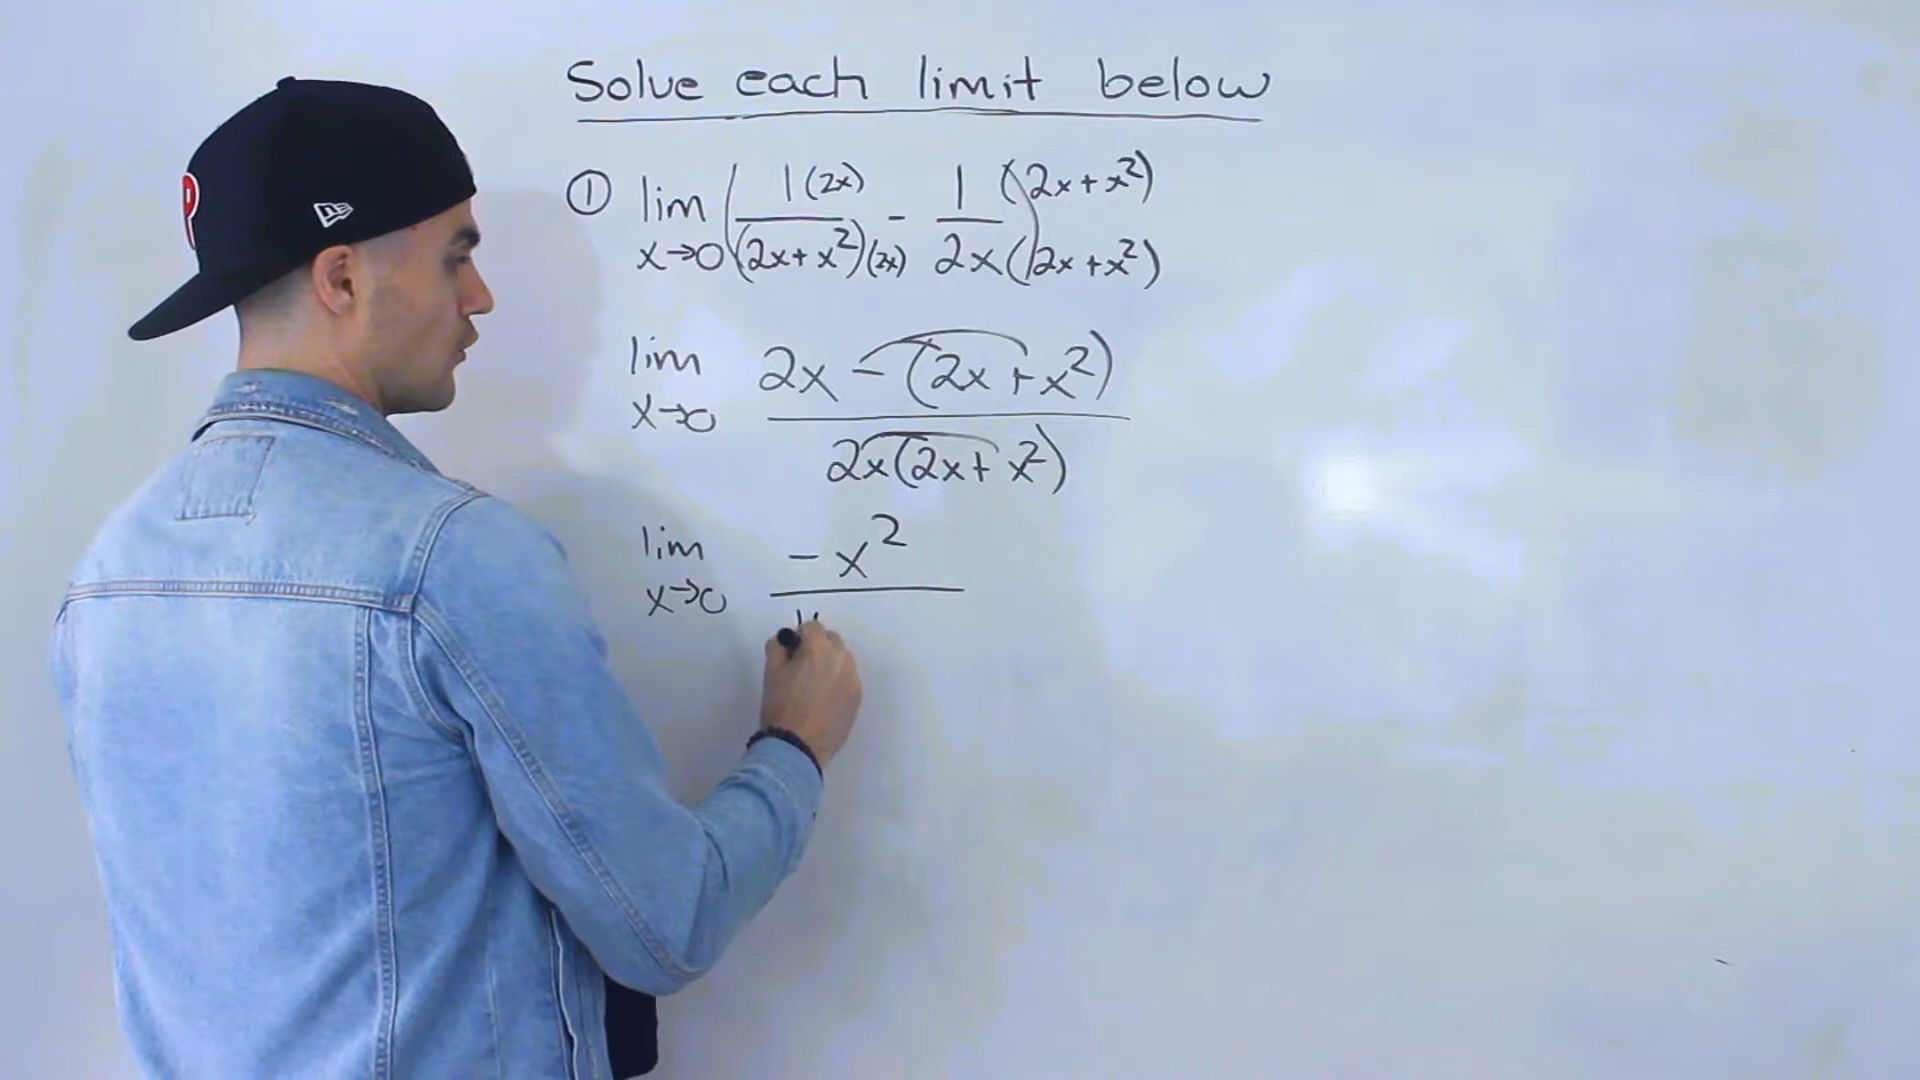 Solve each limit below
① lim x→0 ( 1(2x) / (2x+x²)(2x) - 1(2x+x²) / 2x(2x+x²) )
lim x→0 2x-(2x+x²) / 2x(2x+x²)
lim x→0 -x²
P